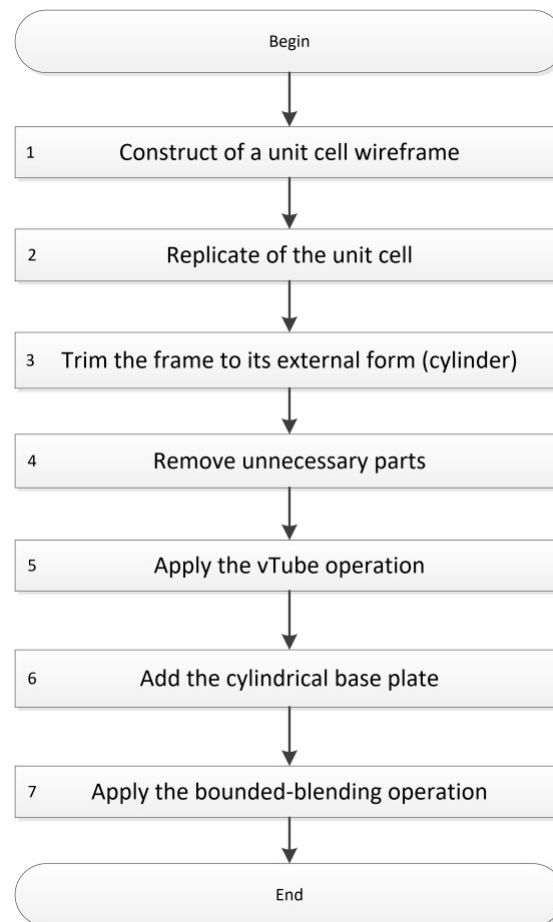 Begin
1 Construct of a unit cell wireframe
2 Replicate of the unit cell
3 Trim the frame to its external form (cylinder)
4 Remove unnecessary parts
5 Apply the vTube operation
6 Add the cylindrical base plate
7 Apply the bounded-blending operation
End